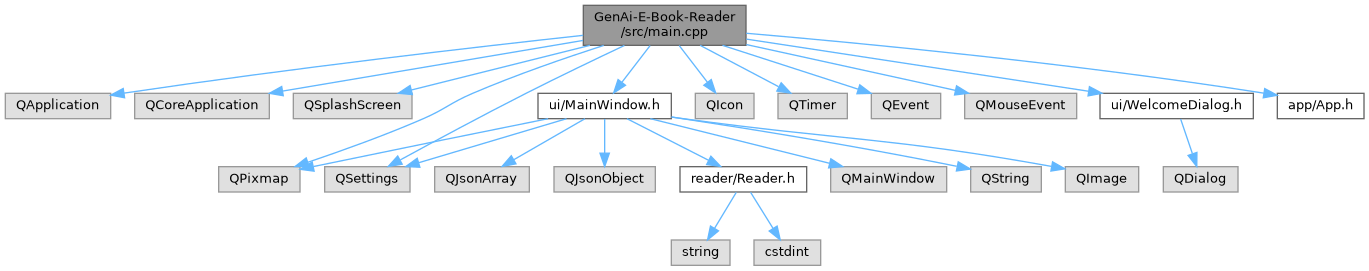 GenAi-E-Book-Reader
/src/main.cpp
QApplication
QCoreApplication
QSplashScreen
ui/MainWindow.h
QIcon
QTimer
QEvent
QMouseEvent
ui/WelcomeDialog.h
app/App.h
QPixmap
QSettings
QJsonArray
QJsonObject
reader/Reader.h
QMainWindow
QString
QImage
QDialog
string
cstdint